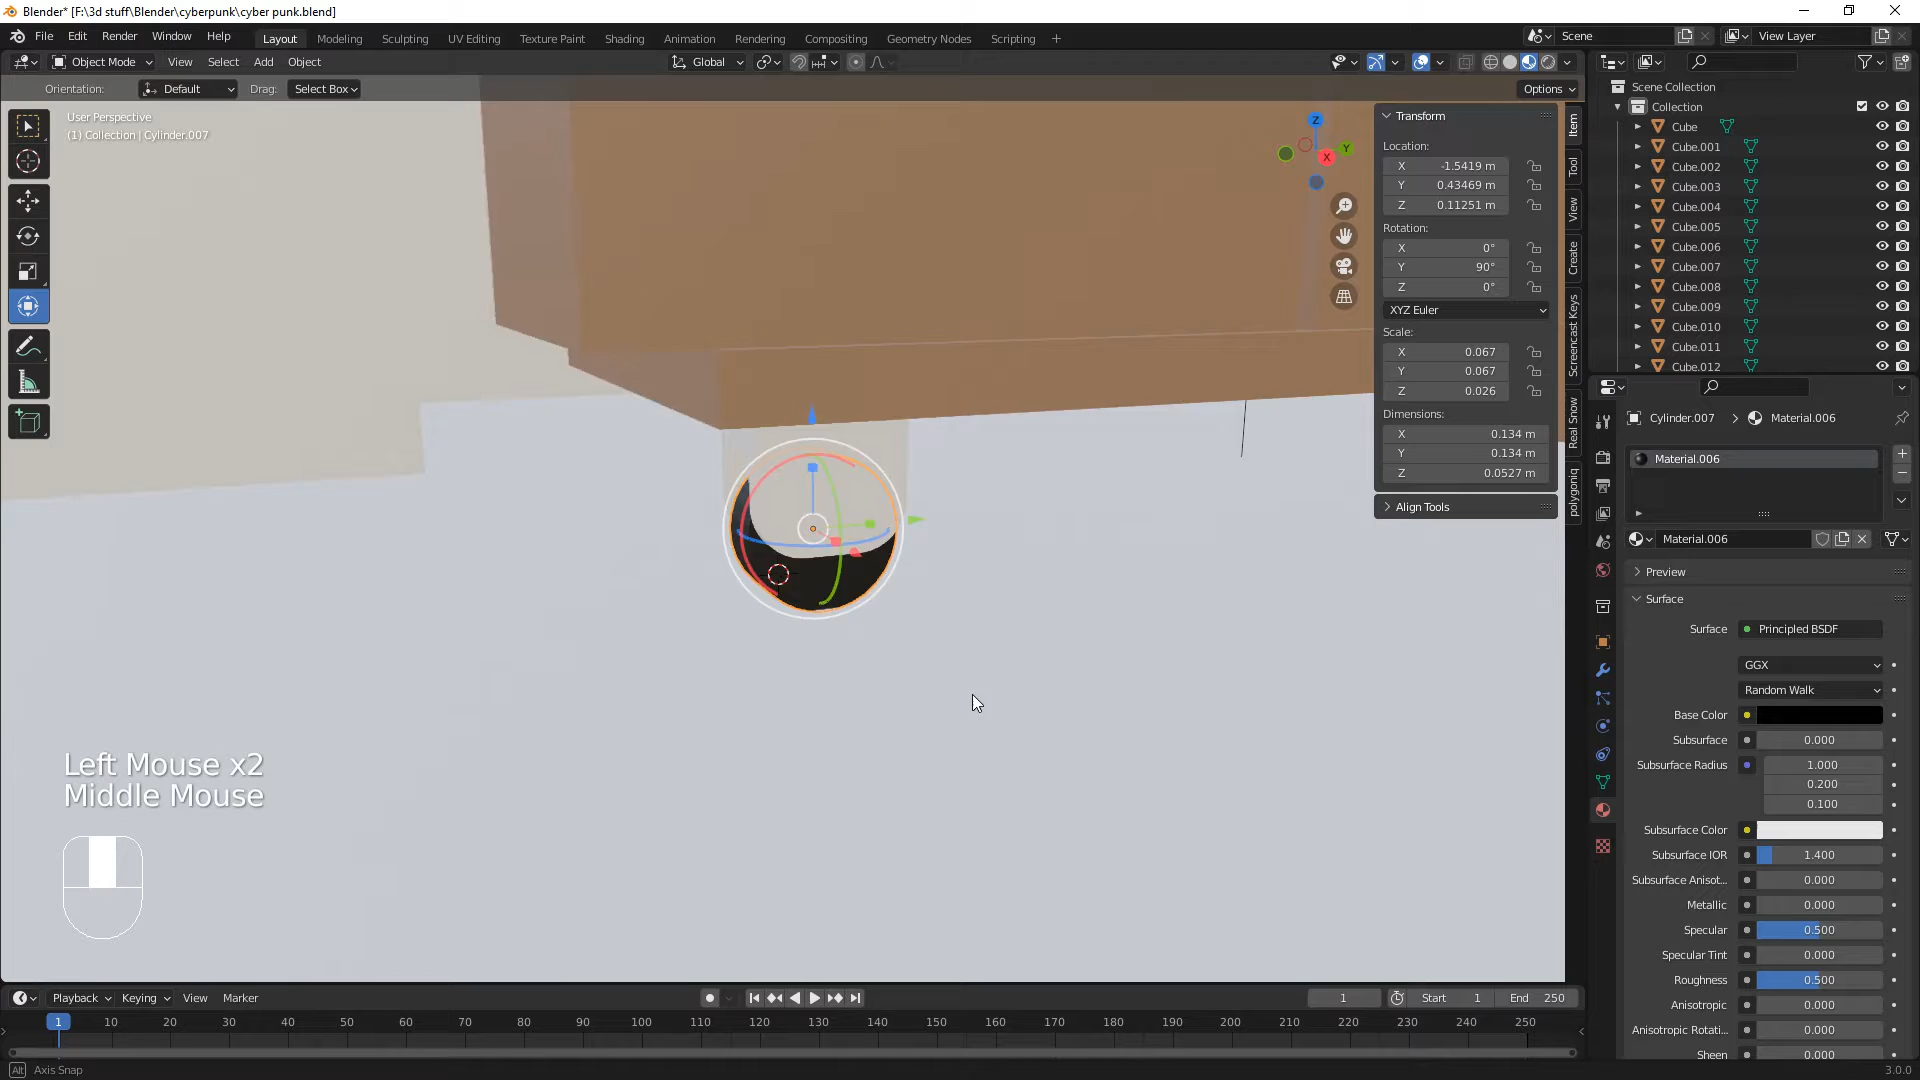 Blender* [F:\3d stuff\Blender\cyberpunk\cyber punk.blend]
File Edit Render Window Help
Layout Modeling Sculpting UV Editing Texture Paint Shading Animation Rendering Compositing Geometry Nodes Scripting +
Scene
View Layer
Object Mode View Select Add Object
Global
Orientation: Default Drag: Select Box
Options
User Perspective
(1) Collection | Cylinder.007
Z
Y
X
Transform
Location:
X -1.5419 m
Y 0.43469 m
Z 0.11251 m
Rotation:
X 0°
Y 90°
Z 0°
XYZ Euler
Scale:
X 0.067
Y 0.067
Z 0.026
Dimensions:
X 0.134 m
Y 0.134 m
Z 0.0527 m
Align Tools
Item
Tool
View
Create
Screencast Keys
Real Snow
polygoniq
Scene Collection
Collection
Cube
Cube.001
Cube.002
Cube.003
Cube.004
Cube.005
Cube.006
Cube.007
Cube.008
Cube.009
Cube.010
Cube.011
Cube.012
Cylinder.007 > Material.006
Material.006
Material.006
Preview
Surface
Surface Principled BSDF
GGX
Random Walk
Base Color
Subsurface 0.000
Subsurface Radius 1.000
0.200
0.100
Subsurface Color
Subsurface IOR 1.400
Subsurface Anisot... 0.000
Metallic 0.000
Specular 0.500
Specular Tint 0.000
Roughness 0.500
Anisotropic 0.000
Anisotropic Rotati... 0.000
Sheen 0.000
Left Mouse x2
Middle Mouse
Playback Keying View Marker
1 Start 1 End 250
1 10 20 30 40 50 60 70 80 90 100 110 120 130 140 150 160 170 180 190 200 210 220 230 240 250
Alt Axis Snap
3.0.0